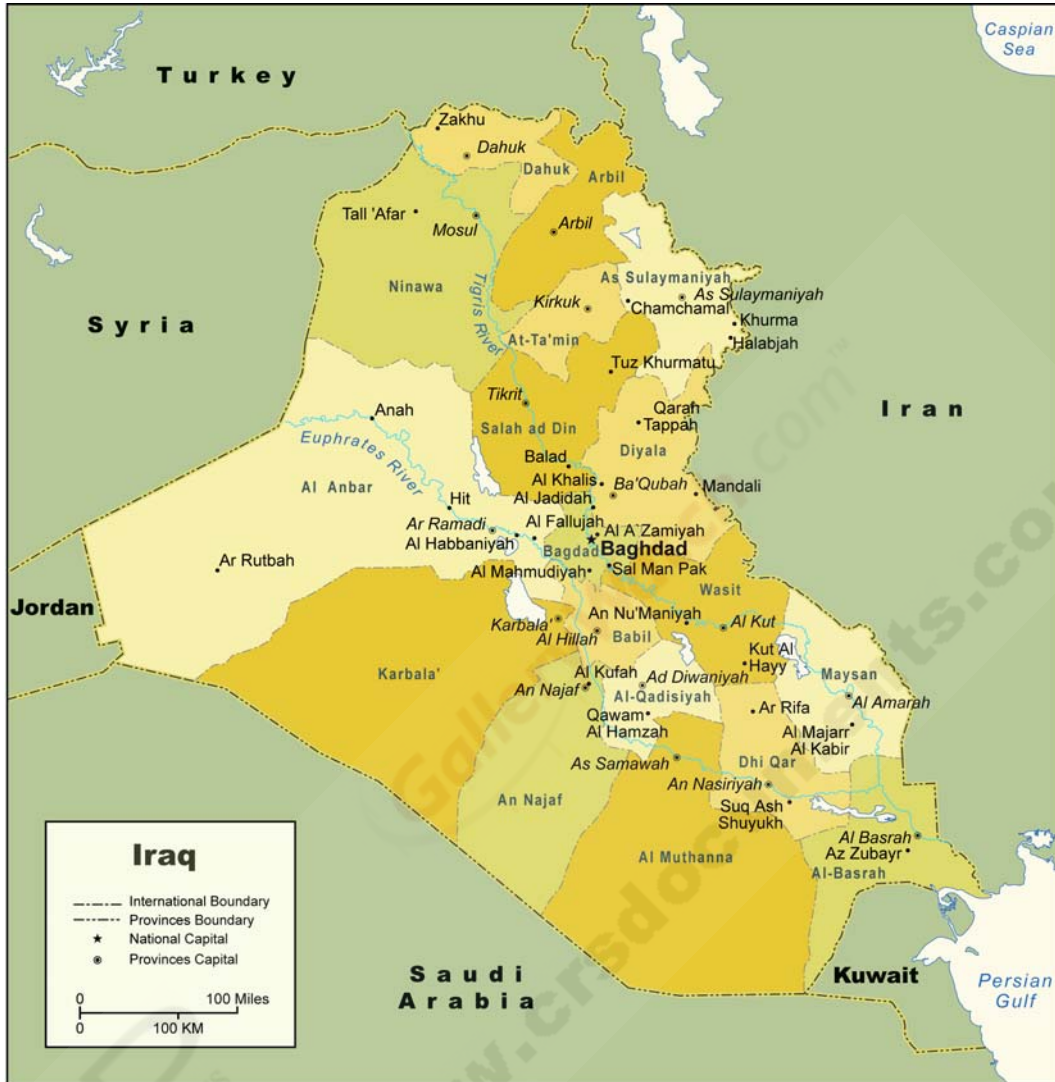 Caspian
Sea
Turkey
Zakhu
Dahuk
Dahuk
Arbil
Tall 'Afar
Mosul
Arbil
As Sulaymaniyah
Ninawa
Tigris River
Kirkuk
As Sulaymaniyah
Chamchamal
Syria
Khurma
At-Ta'min
Halabjah
Tuz Khurmatu
Tikrit
Anah
Qarah
Tappah
Iran
Salah ad Din
Euphrates River
Diyala
Balad
Al Khalis
Ba'Qubah
Mandali
Al Anbar
Hit
Al Jadidah
Ar Ramadi
Al Fallujah
Al A`Zamiyah
Al Habbaniyah
Bagdad
Baghdad
Ar Rutbah
Al Mahmudiyah
Sal Man Pak
Wasit
Jordan
An Nu'Maniyah
Karbala'
Al Hillah
Babil
Al Kut
Kut Al
Hayy
Karbala'
Al Kufah
Ad Diwaniyah
Maysan
An Najaf
Al-Qadisiyah
Al Amarah
Qawam
Al Hamzah
Ar Rifa
Al Majarr
Al Kabir
As Samawah
Dhi Qar
An Nasiriyah
An Najaf
Suq Ash
Shuyukh
Al Basrah
Az Zubayr
Al Muthanna
Al-Basrah
Iraq
International Boundary
Provinces Boundary
National Capital
Provinces Capital
0 100 Miles
0 100 KM
Saudi
Arabia
Kuwait
Persian
Gulf